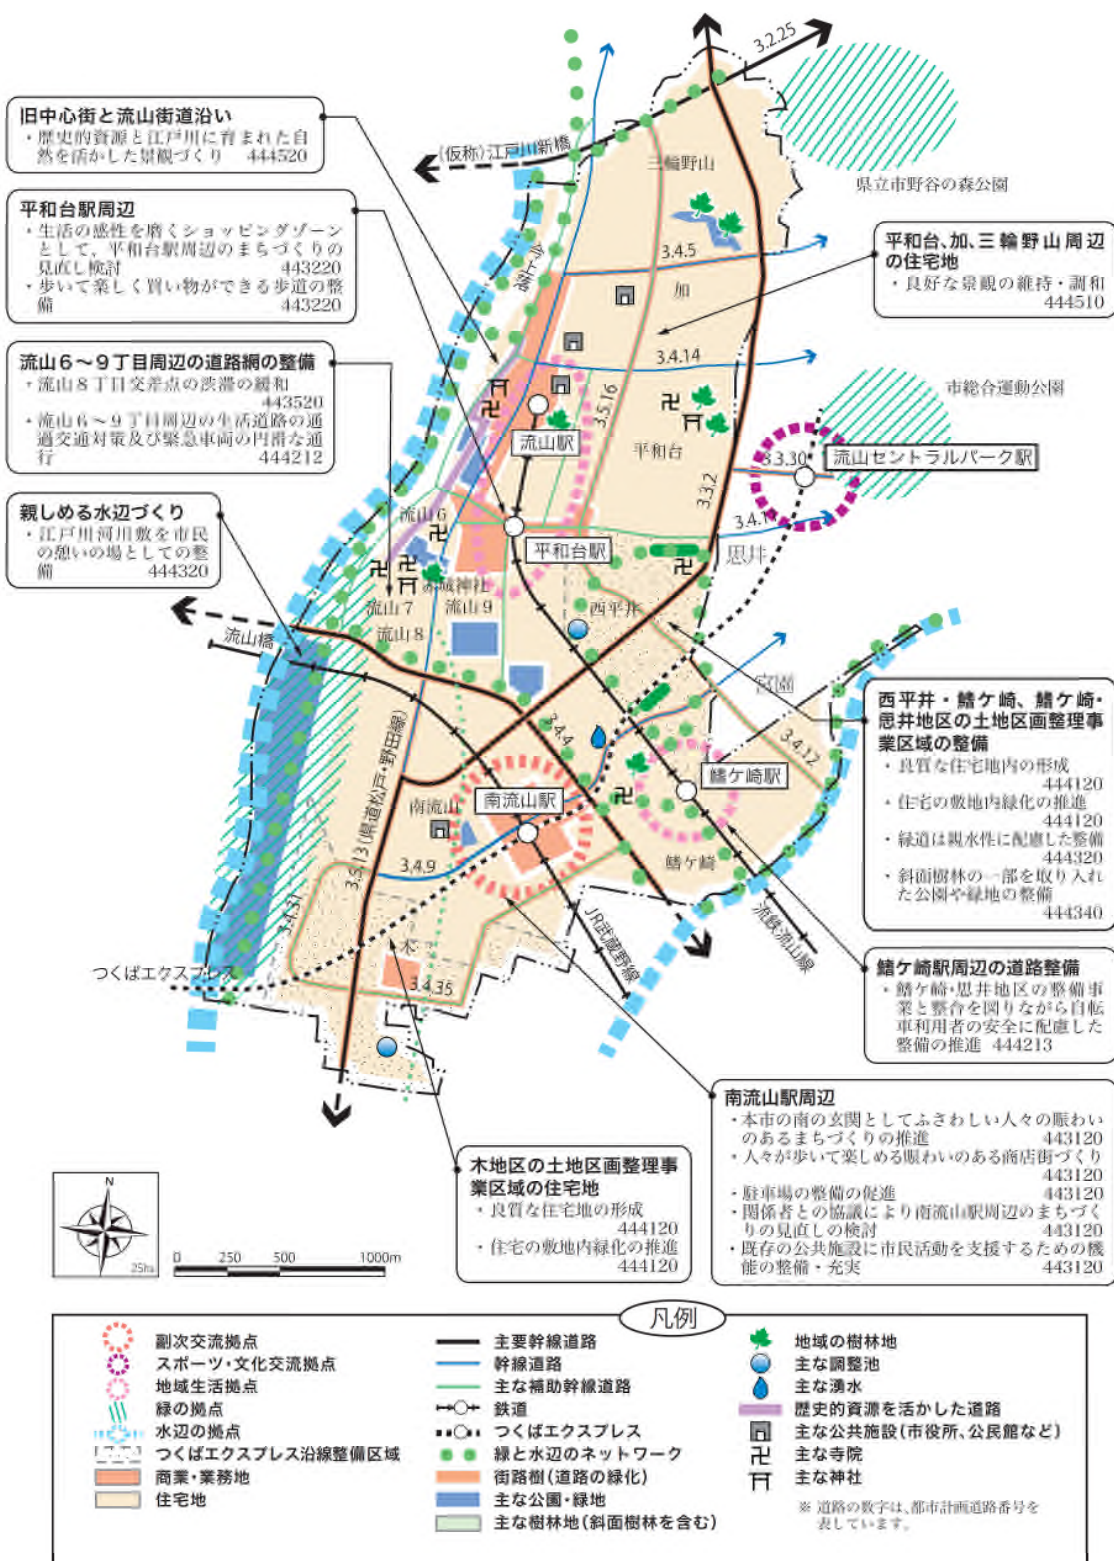 3.2.25
旧中心街と流山街道沿い
・歴史的資源と江戸川に育まれた自
然を活かした景観づくり 444520
(仮称)江戸川新橋
三輪野山
県立市野谷の森公園
平和台駅周辺
・生活の感性を磨くショッピングゾーン
として，平和台駅周辺のまちづくりの
見直し検討 443220
・歩いて楽しく買い物ができる歩道の整
備 443220
平和台、加、三輪野山周辺
の住宅地
・良好な景観の維持・調和
444510
3.4.5
加
流山６〜９丁目周辺の道路網の整備
・流山８丁目交差点の渋滞の緩和
443520
・流山６〜９丁目周辺の生活道路の通
過交通対策及び緊急車両の円滑な通
行 444212
3.4.14
3.5.16
市総合運動公園
流山駅
平和台
3.3.30
流山セントラルパーク駅
3.3.2
親しめる水辺づくり
・江戸川河川敷を市民
の憩いの場としての整
備 444320
流山6
平和台駅
思井
流山7
流山9
西平井
流山8
流山橋
宮園
西平井・鰭ケ崎、鰭ケ崎・
思井地区の土地区画整理事
業区域の整備
・良質な住宅地内の形成
444120
・住宅の敷地内緑化の推進
444120
・緑道は親水性に配慮した整備
444320
・斜面樹林の一部を取り入れ
た公園や緑地の整備
444340
3.4.4
3.4.12
3.5.13(県道松戸・野田線)
鰭ケ崎駅
南流山
南流山駅
3.4.9
鰭ケ崎
3.4.31
木
JR武蔵野線
流鉄流山線
つくばエクスプレス
3.4.35
鰭ケ崎駅周辺の道路整備
・鰭ケ崎・思井地区の整備事
業と整合を図りながら自転
車利用者の安全に配慮した
整備の推進 444213
南流山駅周辺
・本市の南の玄関としてふさわしい人々の賑わい
のあるまちづくりの推進 443120
・人々が歩いて楽しめる賑わいのある商店街づくり
443120
・駐車場の整備の促進 443120
・関係者との協議により南流山駅周辺のまちづく
りの見直しの検討 443120
・既存の公共施設に市民活動を支援するための機
能の整備・充実 443120
木地区の土地区画整理事
業区域の住宅地
・良質な住宅地の形成
444120
・住宅の敷地内緑化の推進
444120
N
25ha
0 250 500 1000m
凡例
副次交流拠点
スポーツ・文化交流拠点
地域生活拠点
緑の拠点
水辺の拠点
つくばエクスプレス沿線整備区域
商業・業務地
住宅地
主要幹線道路
幹線道路
主な補助幹線道路
鉄道
つくばエクスプレス
緑と水辺のネットワーク
街路樹(道路の緑化)
主な公園・緑地
主な樹林地(斜面樹林を含む)
地域の樹林地
主な調整池
主な湧水
歴史的資源を活かした道路
主な公共施設(市役所、公民館など)
主な寺院
主な神社
※ 道路の数字は、都市計画道路番号を
表しています。